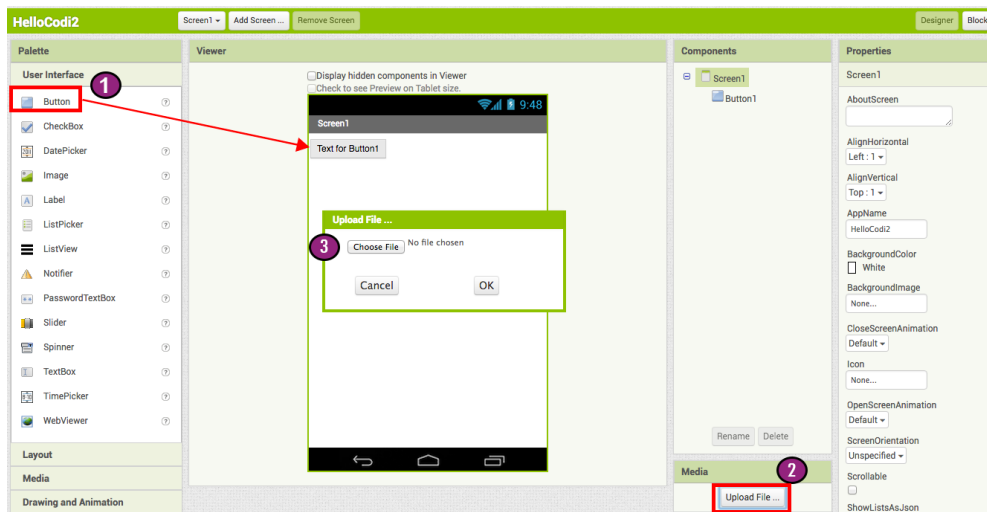 HelloCodi2
Screen1
Add Screen ...
Remove Screen
Designer
Block
Palette
User Interface
1
Button
CheckBox
DatePicker
Image
Label
ListPicker
ListView
Notifier
PasswordTextBox
Slider
Spinner
TextBox
TimePicker
WebViewer
Layout
Media
Drawing and Animation
Viewer
Display hidden components in Viewer
Check to see Preview on Tablet size.
9:48
Screen1
Text for Button1
Upload File ...
3
Choose File No file chosen
Cancel
OK
Components
Screen1
Button1
Rename
Delete
Media
2
Upload File ...
Properties
Screen1
AboutScreen
AlignHorizontal
Left : 1
AlignVertical
Top : 1
AppName
HelloCodi2
BackgroundColor
White
BackgroundImage
None...
CloseScreenAnimation
Default
Icon
None...
OpenScreenAnimation
Default
ScreenOrientation
Unspecified
Scrollable
ShowListsAsJson